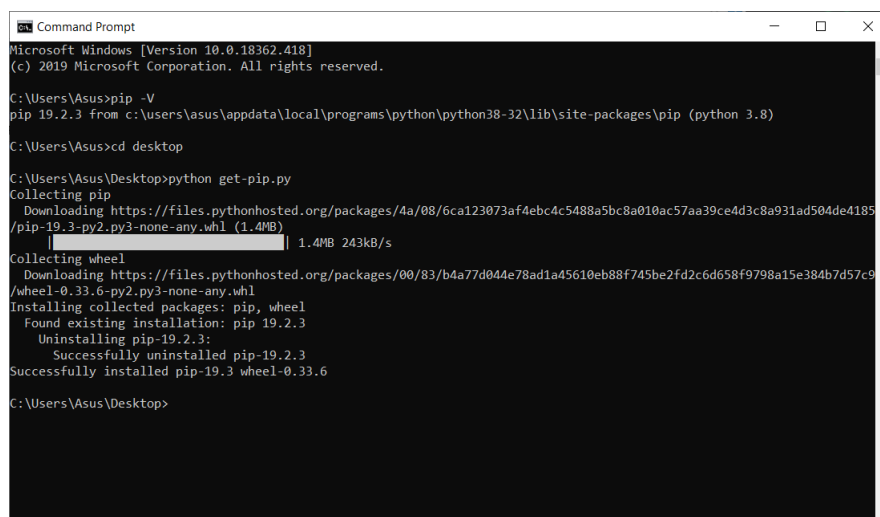 Command Prompt
Microsoft Windows [Version 10.0.18362.418]
(c) 2019 Microsoft Corporation. All rights reserved.
C:\Users\Asus>pip -V
pip 19.2.3 from c:\users\asus\appdata\local\programs\python\python38-32\lib\site-packages\pip (python 3.8)
C:\Users\Asus>cd desktop
C:\Users\Asus\Desktop>python get-pip.py
Collecting pip
Downloading https://files.pythonhosted.org/packages/4a/08/6ca123073af4ebc4c5488a5bc8a010ac57aa39ce4d3c8a931ad504de4185
/pip-19.3-py2.py3-none-any.whl (1.4MB)
| | 1.4MB 243kB/s
Collecting wheel
Downloading https://files.pythonhosted.org/packages/00/83/b4a77d044e78ad1a45610eb88f745be2fd2c6d658f9798a15e384b7d57c9
/wheel-0.33.6-py2.py3-none-any.whl
Installing collected packages: pip, wheel
Found existing installation: pip 19.2.3
Uninstalling pip-19.2.3:
Successfully uninstalled pip-19.2.3
Successfully installed pip-19.3 wheel-0.33.6
C:\Users\Asus\Desktop>